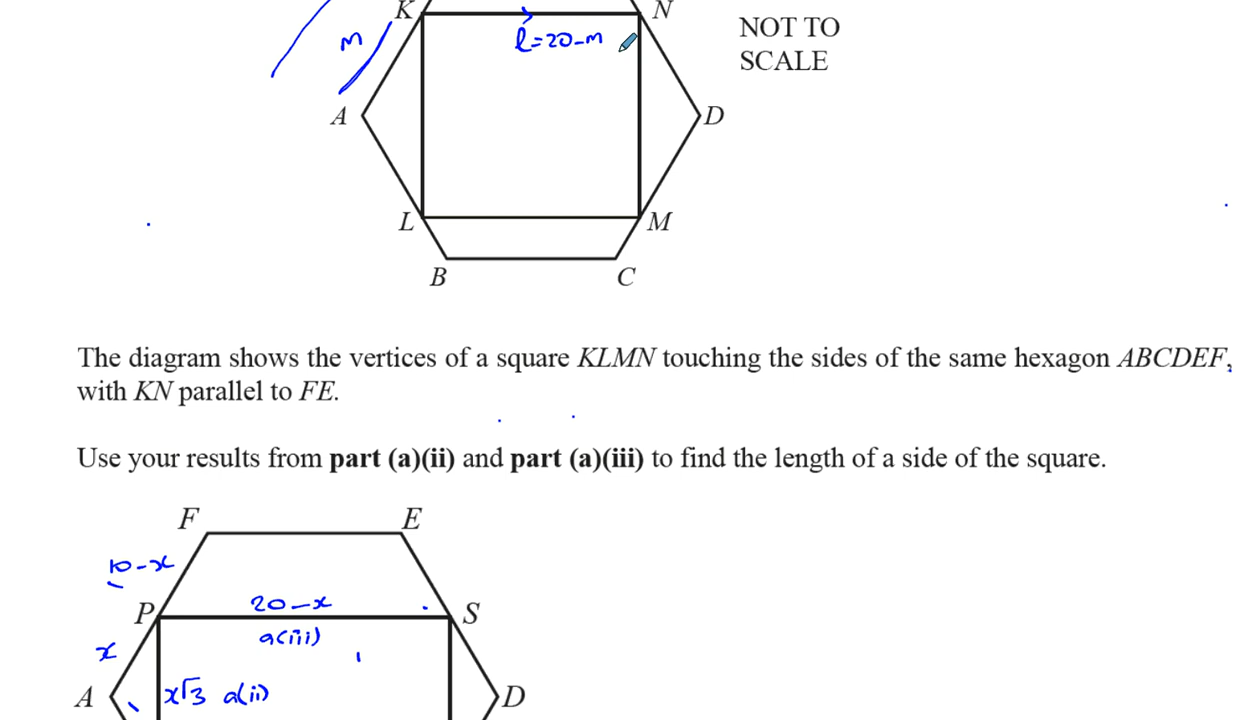 K
N
m
l=20-m
NOT TO
SCALE
A
D
L
M
B
C
The diagram shows the vertices of a square KLMN touching the sides of the same hexagon ABCDEF,
with KN parallel to FE.
Use your results from part (a)(ii) and part (a)(iii) to find the length of a side of the square.
F
E
10-x
P
20-x
S
a(iii)
x
A
x√3 a(ii)
D